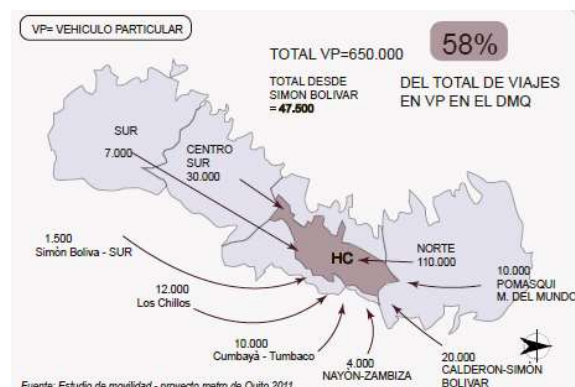 VP= VEHICULO PARTICULAR
TOTAL VP=650.000
58%
TOTAL DESDE
SIMON BOLIVAR
= 47.500
DEL TOTAL DE VIAJES
EN VP EN EL DMQ
SUR
7.000
CENTRO
SUR
30.000
HC
NORTE
110.000
1.500
Simón Boliva - SUR
12.000
Los Chillos
10.000
Cumbayà - Tumbaco
4.000
NAYÒN-ZAMBIZA
20.000
CALDERON-SIMÓN
BOLIVAR
10.000
POMASQUI
M. DEL MUNDO
Fuente: Estudio de movilidad - proyecto metro de Quito 2011